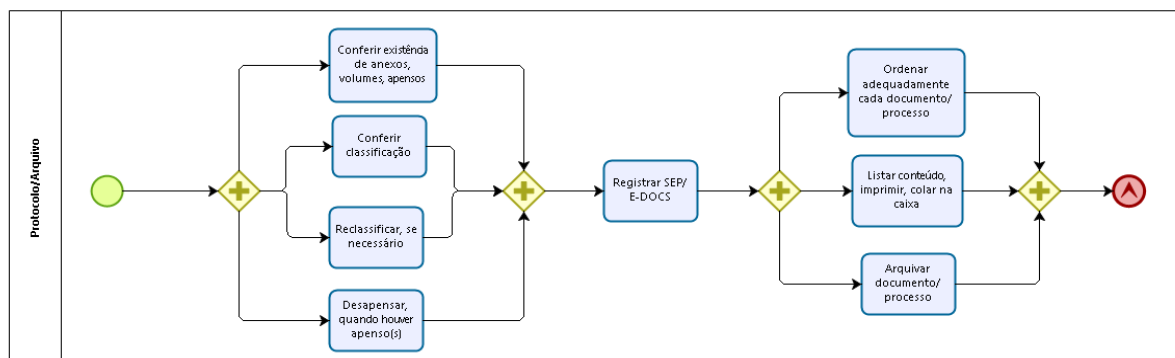 Protocolo/Arquivo
Conferir existência
de anexos,
volumes, apensos
Conferir
classificação
Reclassificar, se
necessário
Desapensar,
quando houver
apenso(s)
Registrar SEP/
E-DOCS
Ordenar
adequadamente
cada documento/
processo
Listar conteúdo,
imprimir, colar na
caixa
Arquivar
documento/
processo